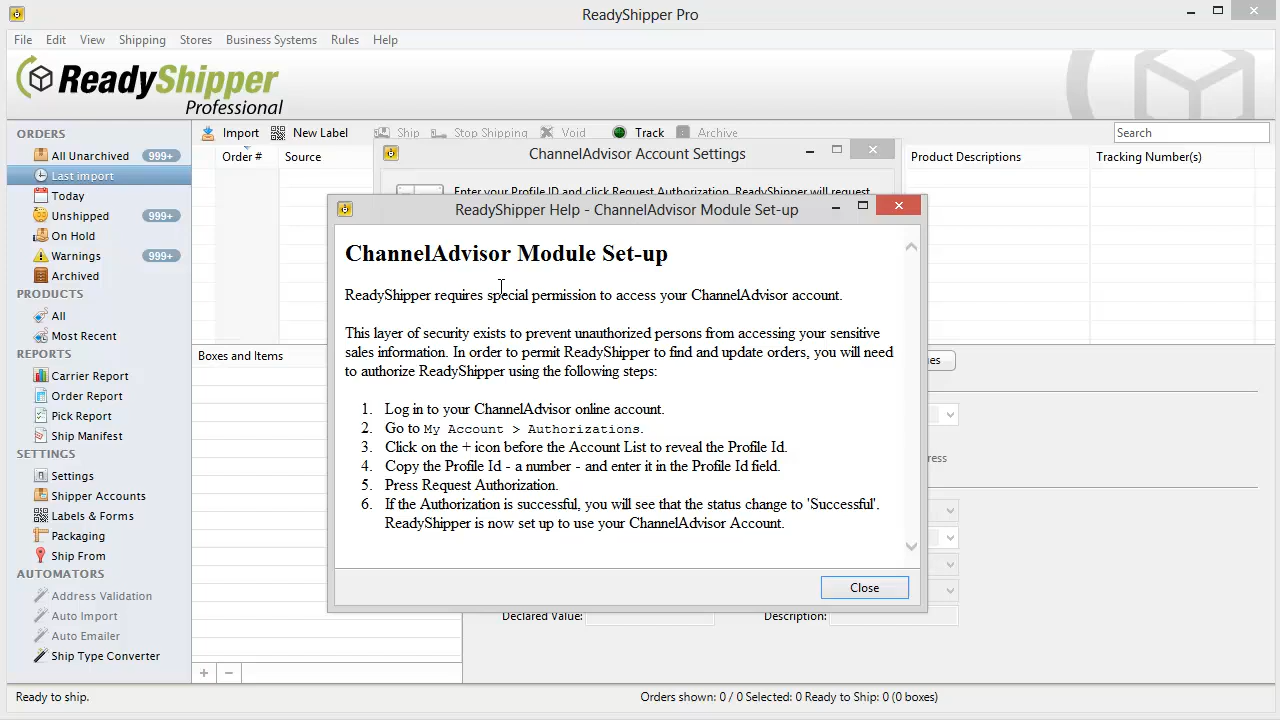 ReadyShipper Pro
File Edit View Shipping Stores Business Systems Rules Help
ReadyShipper
Professional
ORDERS
All Unarchived 999+
Last import
Today
Unshipped 999+
On Hold
Warnings 999+
Archived
PRODUCTS
All
Most Recent
REPORTS
Carrier Report
Order Report
Pick Report
Ship Manifest
SETTINGS
Settings
Shipper Accounts
Labels & Forms
Packaging
Ship From
AUTOMATORS
Address Validation
Auto Import
Auto Emailer
Ship Type Converter
Import New Label Ship Stop Shipping Void Track Archive Search
Order # Source Product Descriptions Tracking Number(s)
ChannelAdvisor Account Settings
Enter your Profile ID and click Request Authorization. ReadyShipper will request
ReadyShipper Help - ChannelAdvisor Module Set-up
ChannelAdvisor Module Set-up
ReadyShipper requires special permission to access your ChannelAdvisor account.
This layer of security exists to prevent unauthorized persons from accessing your sensitive
sales information. In order to permit ReadyShipper to find and update orders, you will need
to authorize ReadyShipper using the following steps:
1. Log in to your ChannelAdvisor online account.
2. Go to My Account > Authorizations.
3. Click on the + icon before the Account List to reveal the Profile Id.
4. Copy the Profile Id - a number - and enter it in the Profile Id field.
5. Press Request Authorization.
6. If the Authorization is successful, you will see that the status change to 'Successful'.
ReadyShipper is now set up to use your ChannelAdvisor Account.
Close
Boxes and Items
Declared Value: Description:
+ −
Ready to ship. Orders shown: 0 / 0 Selected: 0 Ready to Ship: 0 (0 boxes)